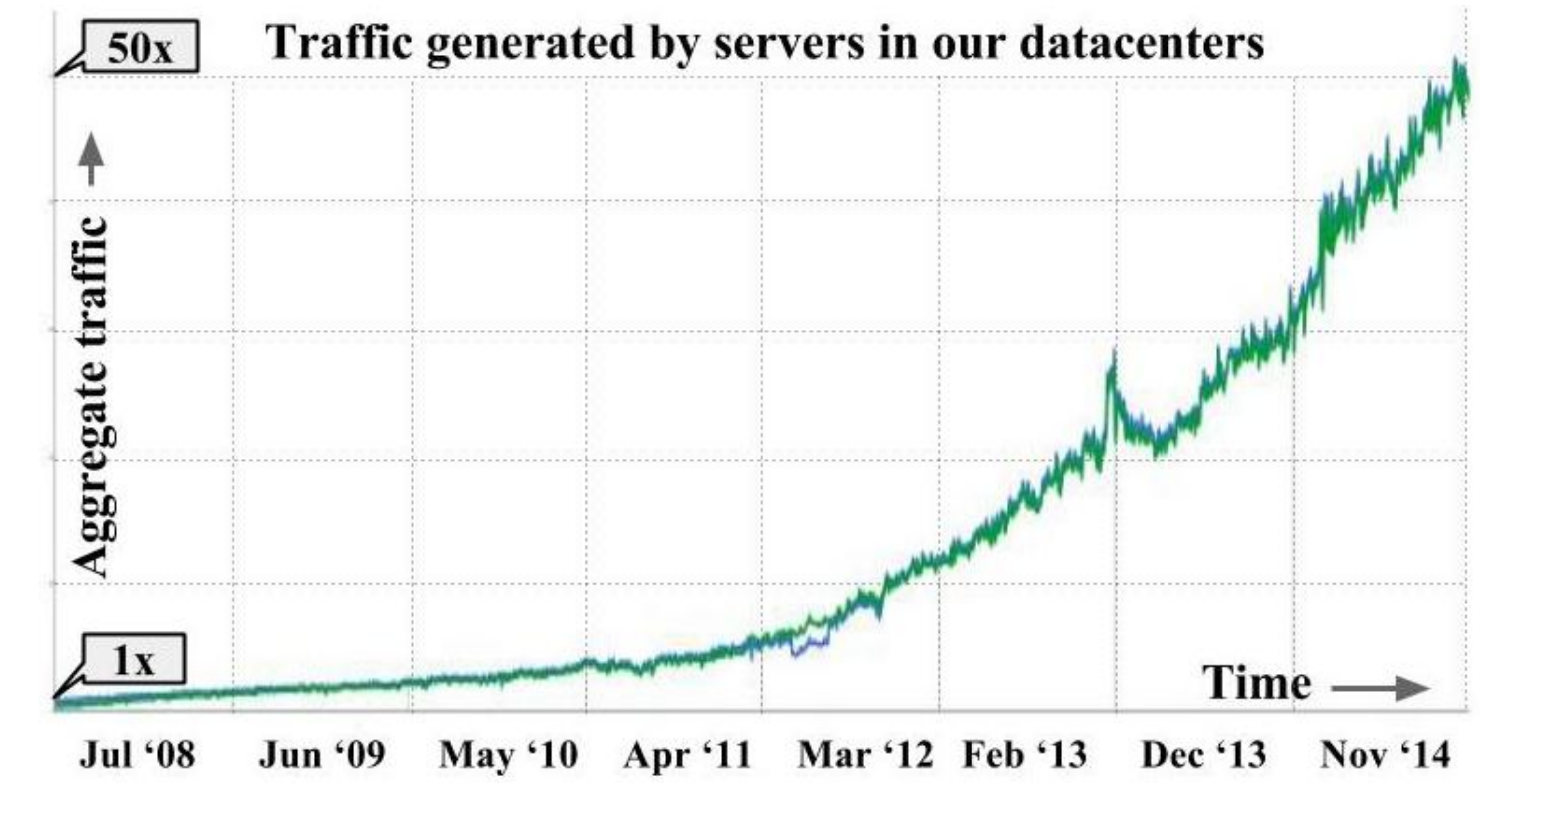 50x
Traffic generated by servers in our datacenters
Aggregate traffic
1x
Time
Jul ‘08 Jun ‘09 May ‘10 Apr ‘11 Mar ‘12 Feb ‘13 Dec ‘13 Nov ‘14